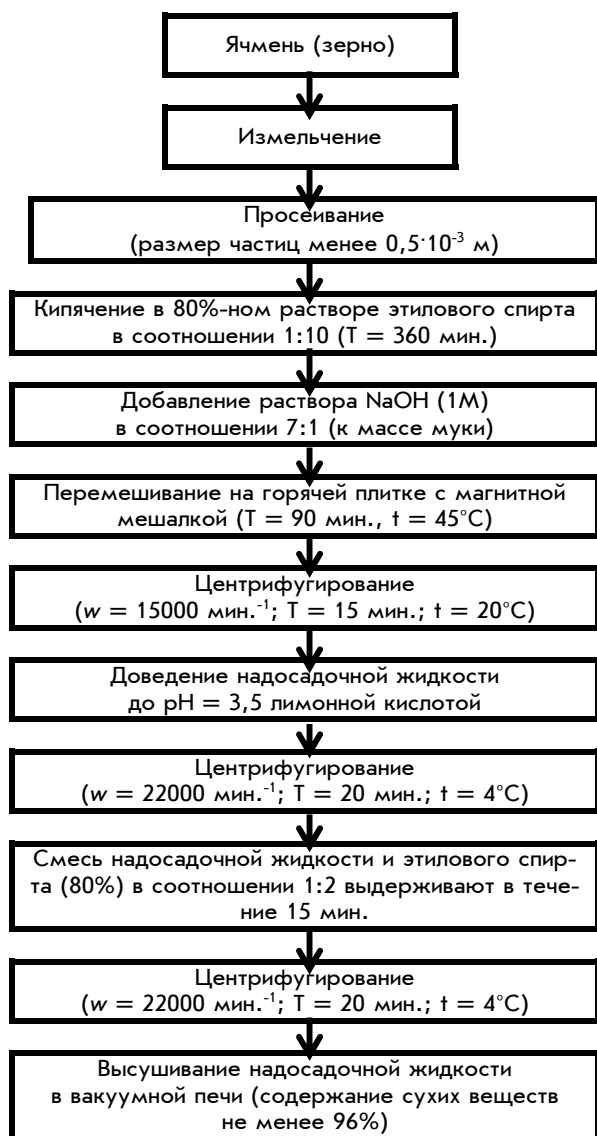 Ячмень (зерно)
Измельчение
Просеивание
(размер частиц менее 0,5·10⁻³ м)
Кипячение в 80%-ном растворе этилового спирта
в соотношении 1:10 (T = 360 мин.)
Добавление раствора NaOH (1M)
в соотношении 7:1 (к массе муки)
Перемешивание на горячей плитке с магнитной
мешалкой (T = 90 мин., t = 45°C)
Центрифугирование
(w = 15000 мин.⁻¹; T = 15 мин.; t = 20°C)
Доведение надосадочной жидкости
до pH = 3,5 лимонной кислотой
Центрифугирование
(w = 22000 мин.⁻¹; T = 20 мин.; t = 4°C)
Смесь надосадочной жидкости и этилового спир-
та (80%) в соотношении 1:2 выдерживают в тече-
ние 15 мин.
Центрифугирование
(w = 22000 мин.⁻¹; T = 20 мин.; t = 4°C)
Высушивание надосадочной жидкости
в вакуумной печи (содержание сухих веществ
не менее 96%)